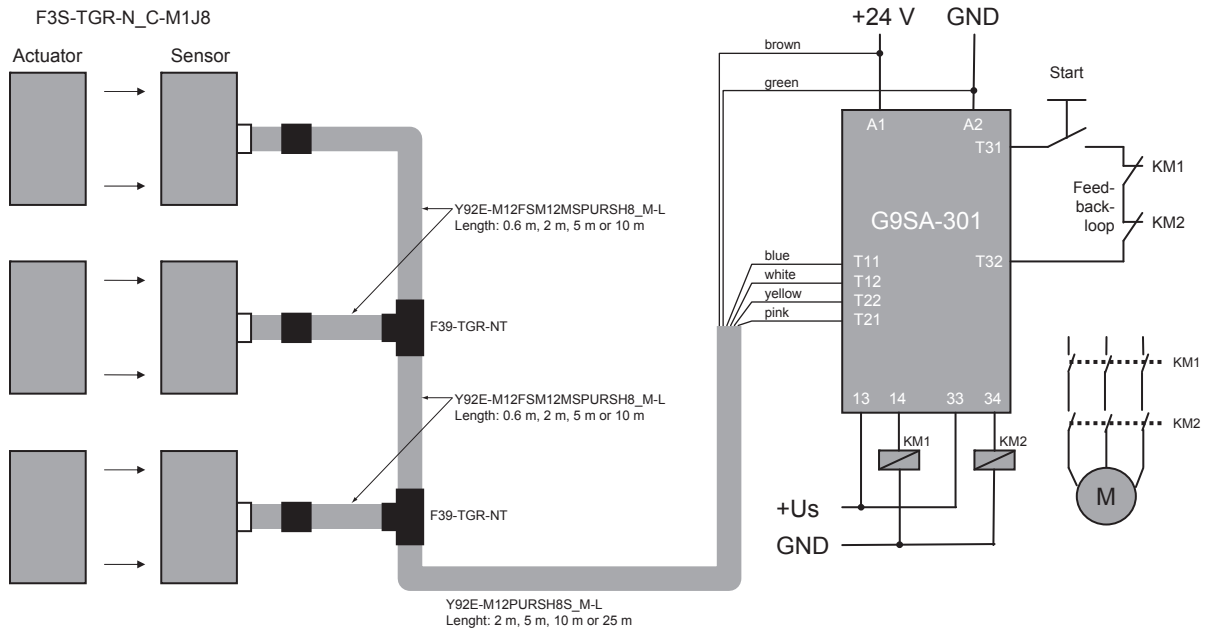 F3S-TGR-N_C-M1J8
Actuator
Sensor
+24 V
GND
brown
green
Start
A1
A2
T31
KM1
Feed-
back-
loop
KM2
G9SA-301
Y92E-M12FSM12MSPURSH8_M-L
Length: 0.6 m, 2 m, 5 m or 10 m
blue
white
yellow
pink
T11
T12
T22
T21
T32
F39-TGR-NT
KM1
KM2
M
Y92E-M12FSM12MSPURSH8_M-L
Length: 0.6 m, 2 m, 5 m or 10 m
13
14
33
34
KM1
KM2
+Us
GND
F39-TGR-NT
Y92E-M12PURSH8S_M-L
Lenght: 2 m, 5 m, 10 m or 25 m